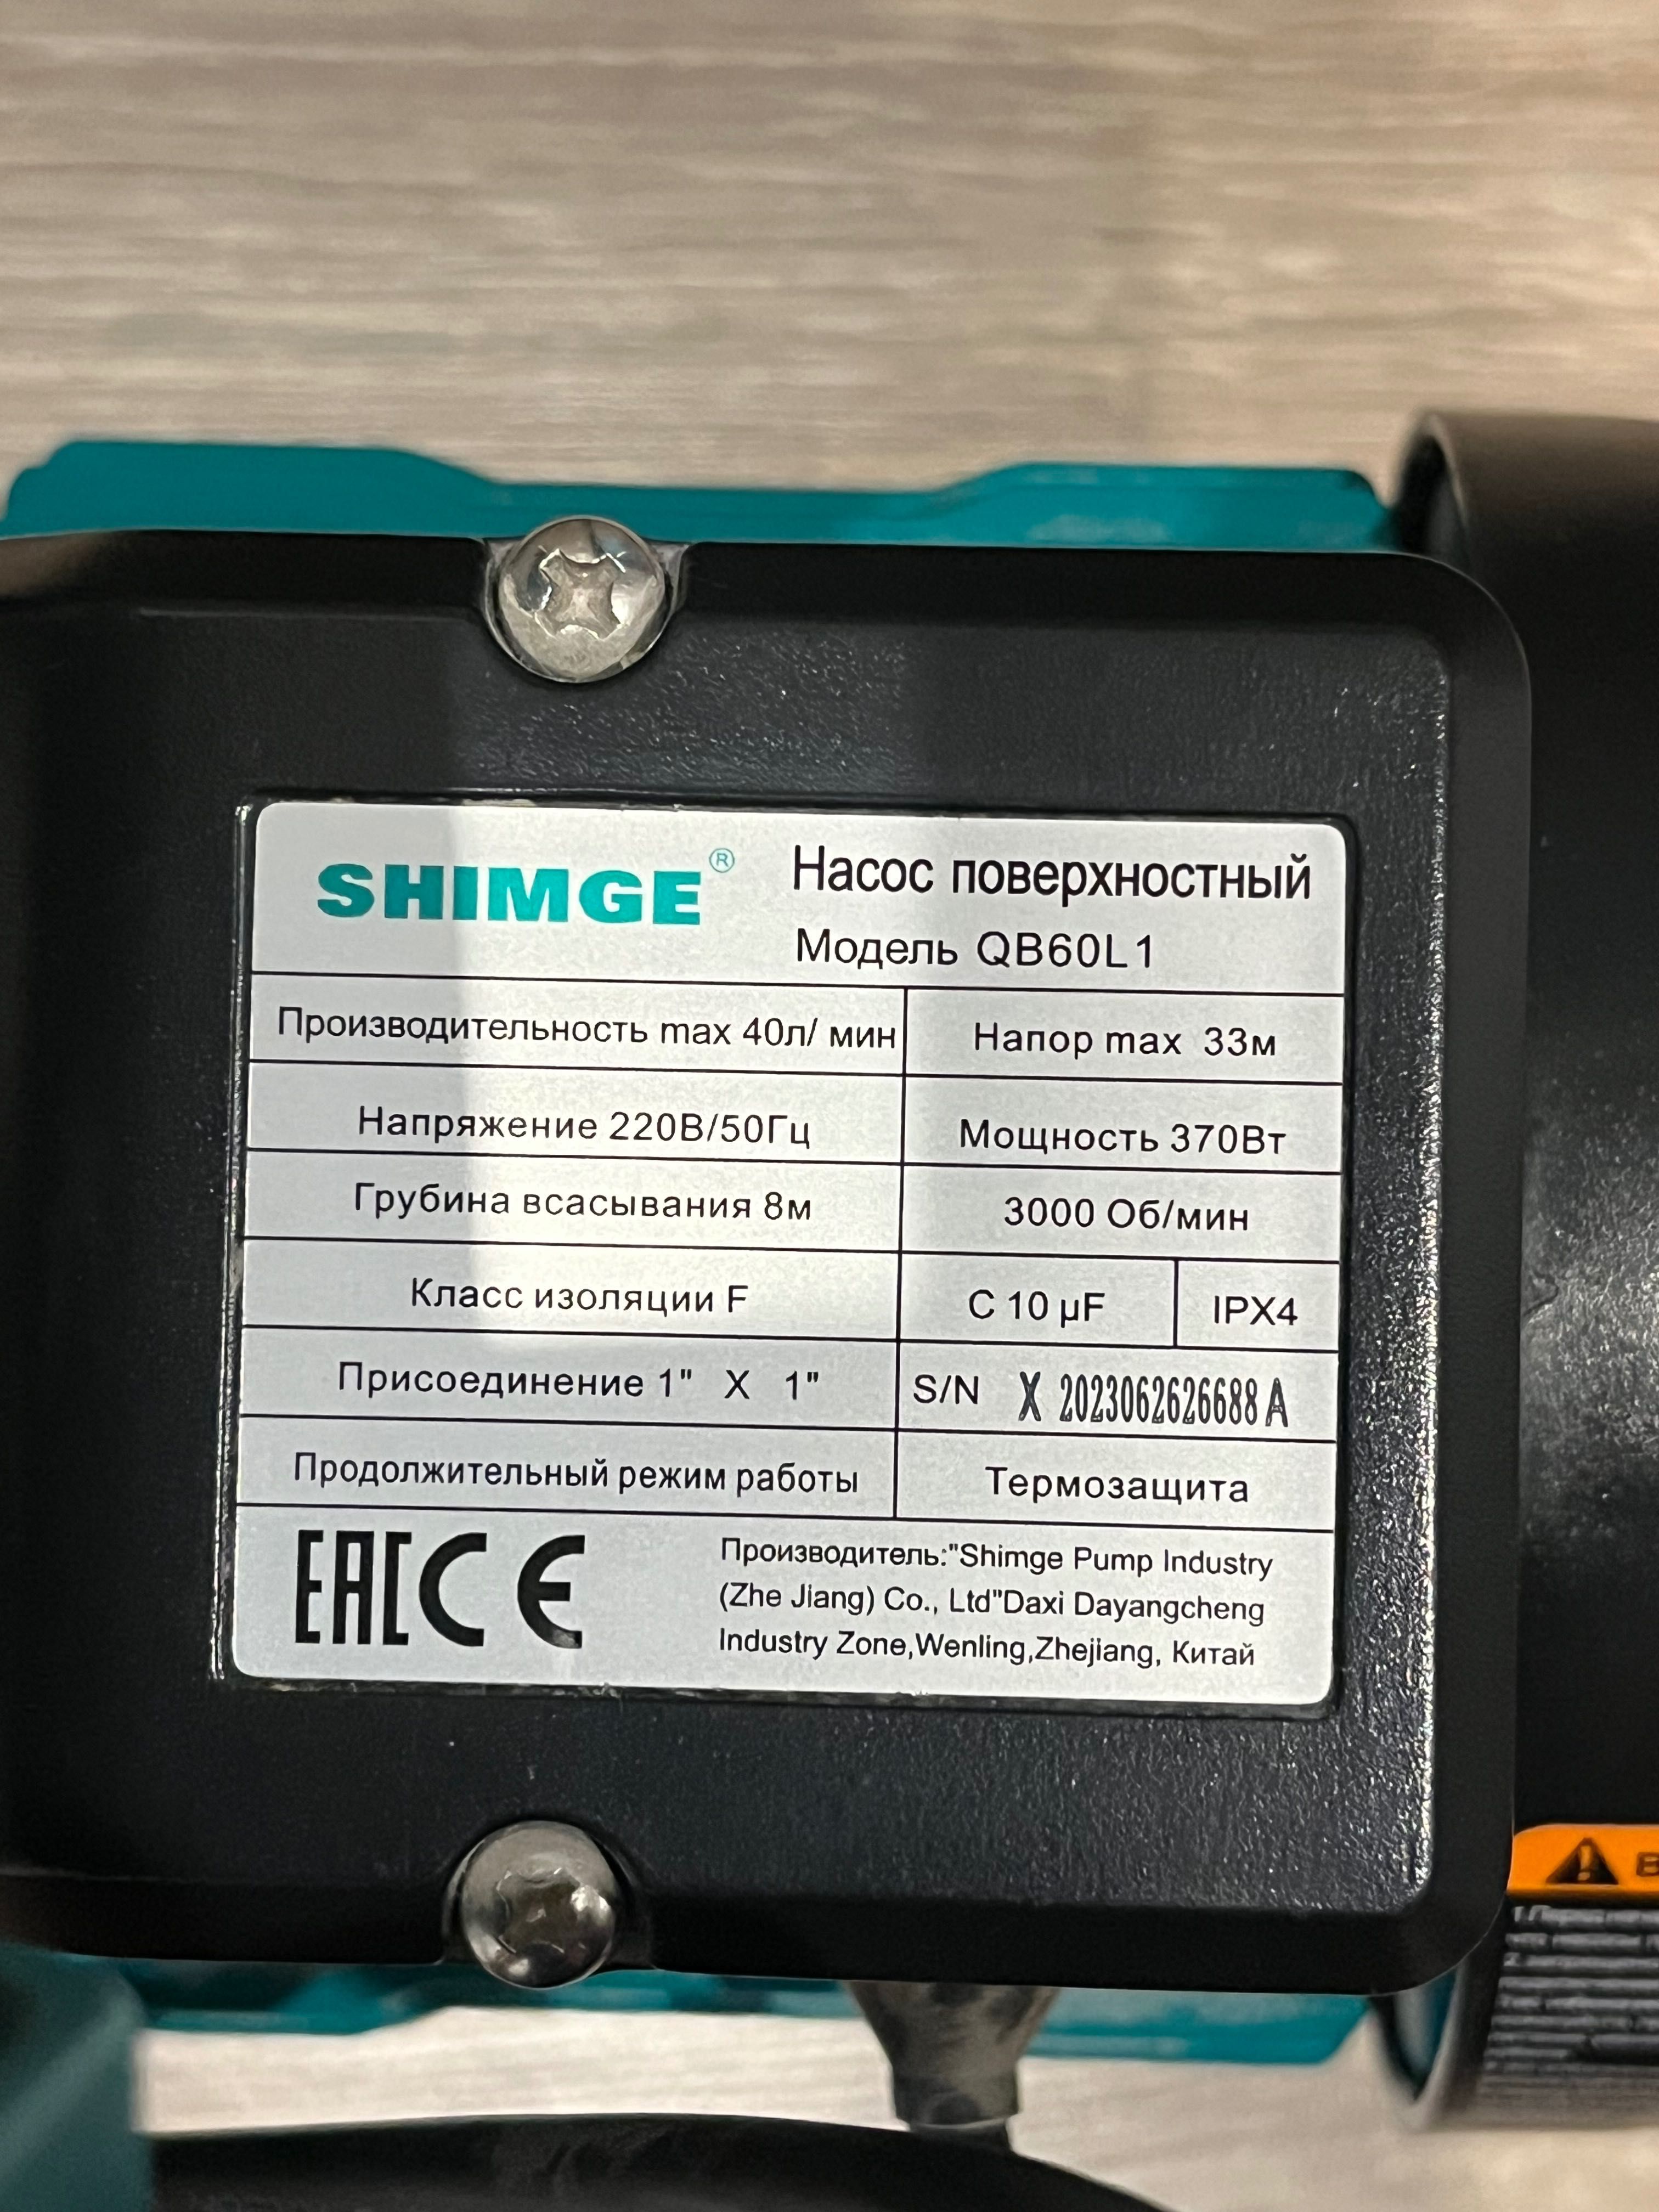 SHIMGE®
Насос поверхностный
Модель QB60L1
Производительность max 40л/ мин
Напор max 33м
Напряжение 220В/50Гц
Мощность 370Вт
Грубина всасывания 8м
3000 Об/мин
Класс изоляции F
C 10 µF
IPX4
Присоединение 1" X 1"
S/N X 2023062626688A
Продолжительный режим работы
Термозащита
EAC CE
Производитель:"Shimge Pump Industry
(Zhe Jiang) Co., Ltd"Daxi Dayangcheng
Industry Zone,Wenling,Zhejiang, Китай